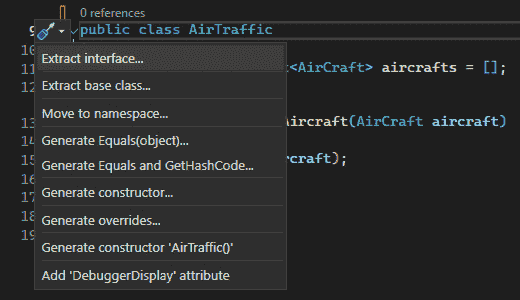 0 references
9 public class AirTraffic
10
11 <AirCraft> aircrafts = [];
12
13 Aircraft(AirCraft aircraft)
14
15 rcraft);
16
17
18
19
Extract interface...
Extract base class...
Move to namespace...
Generate Equals(object)...
Generate Equals and GetHashCode...
Generate constructor...
Generate overrides...
Generate constructor 'AirTraffic()'
Add 'DebuggerDisplay' attribute